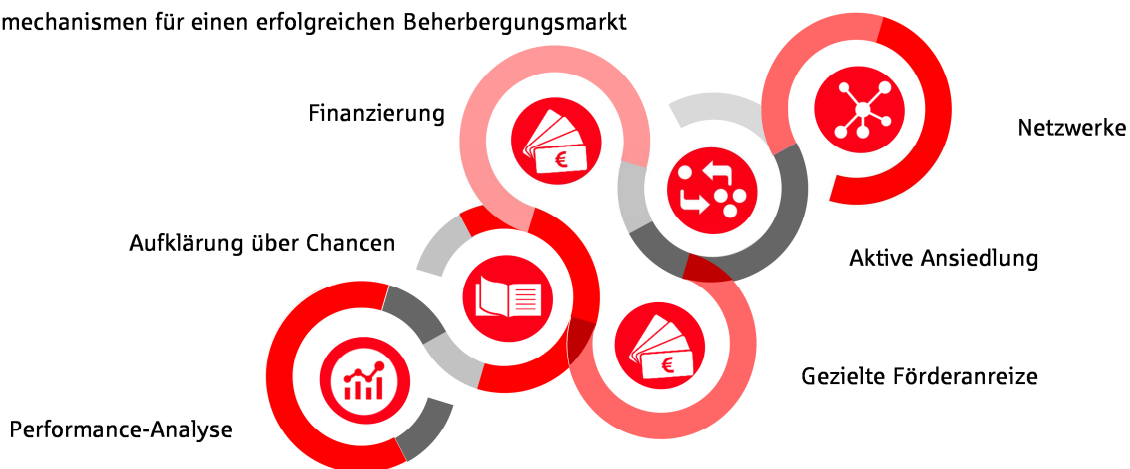 mechanismen für einen erfolgreichen Beherbergungsmarkt
Finanzierung
Netzwerke
Aufklärung über Chancen
Aktive Ansiedlung
€
€
Gezielte Förderanreize
Performance-Analyse